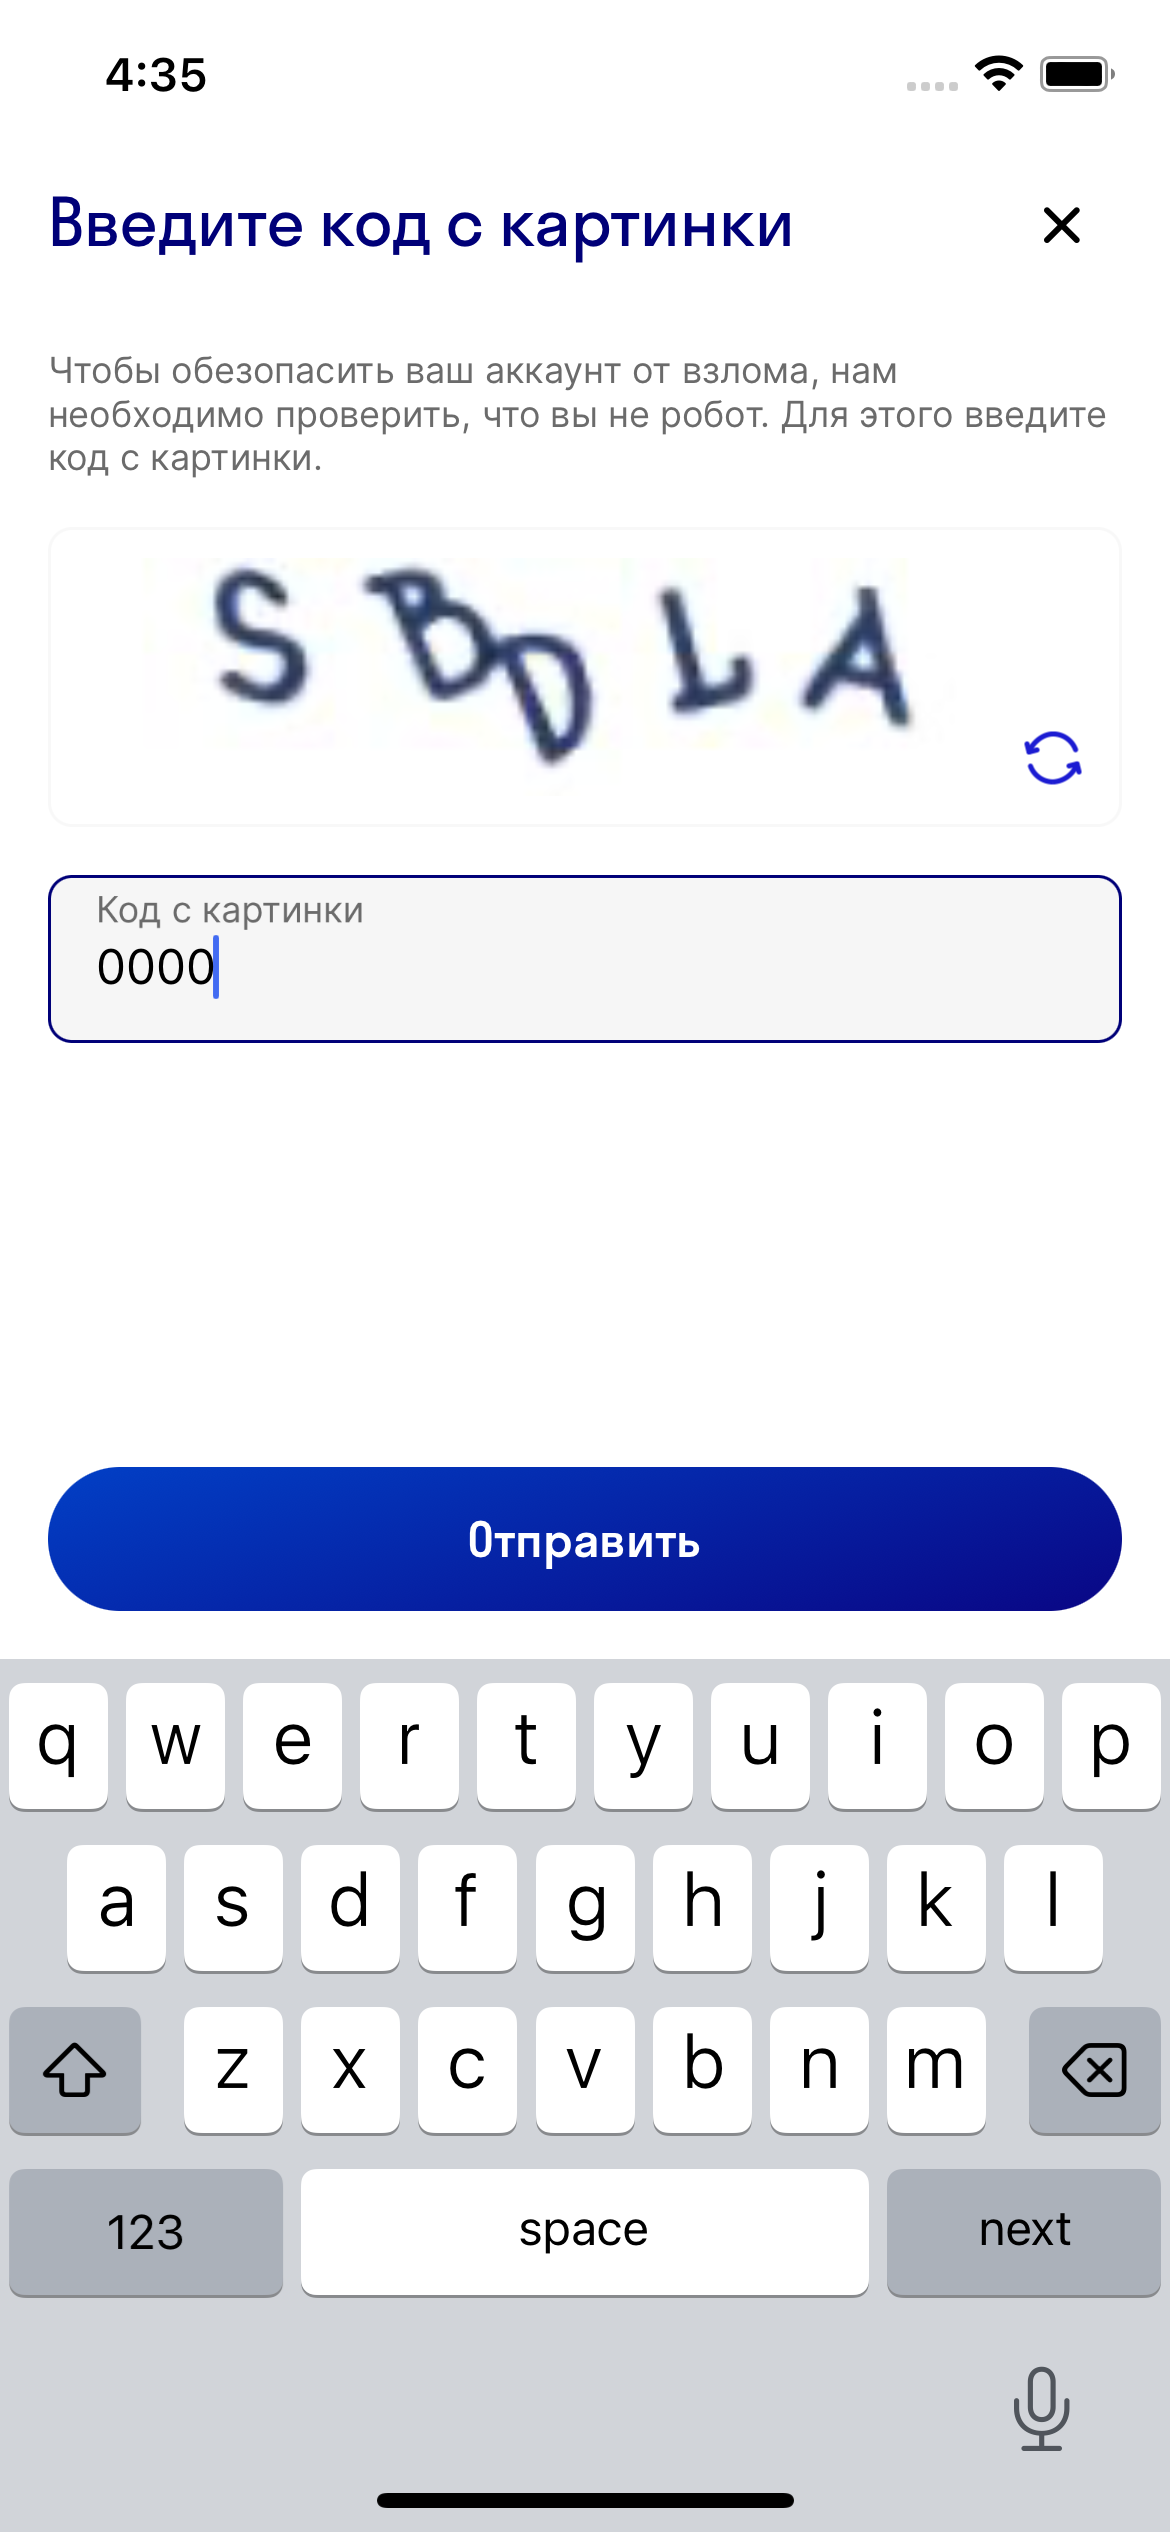 4:35
Введите код с картинки
Чтобы обезопасить ваш аккаунт от взлома, нам
необходимо проверить, что вы не робот. Для этого введите
код с картинки.
S B D L A
Код с картинки
0000
Отправить
q w e r t y u i o p
a s d f g h j k l
z x c v b n m
123 space next